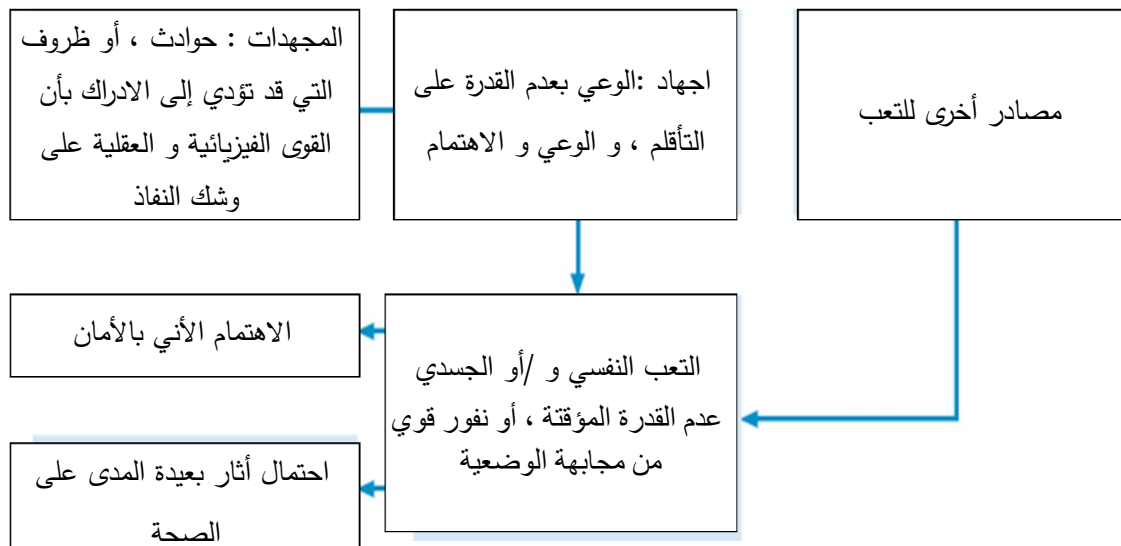 المجهدات : حوادث ، أو ظروف
التي قد تؤدي إلى الادراك بأن
القوى الفيزيائية و العقلية على
وشك النفاذ
اجهاد :الوعي بعدم القدرة على
التأقلم ، و الوعي و الاهتمام
مصادر أخرى للتعب
الاهتمام الأني بالأمان
التعب النفسي و /أو الجسدي
عدم القدرة المؤقتة ، أو نفور قوي
من مجابهة الوضعية
احتمال أثار بعيدة المدى على
الصحة